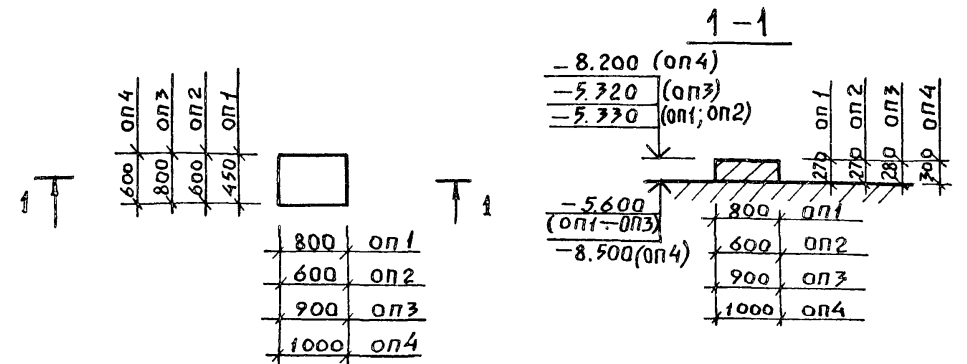 1-1
-8.200 (оп4)
-5.320 (оп3)
-5.330 (оп1; оп2)
600 оп4
800 оп3
600 оп2
450 оп1
1
1
800 оп1
600 оп2
900 оп3
1000 оп4
270 оп1
270 оп2
280 оп3
300 оп4
-5.600
(оп1÷оп3)
-8.500 (оп4)
800 оп1
600 оп2
900 оп3
1000 оп4